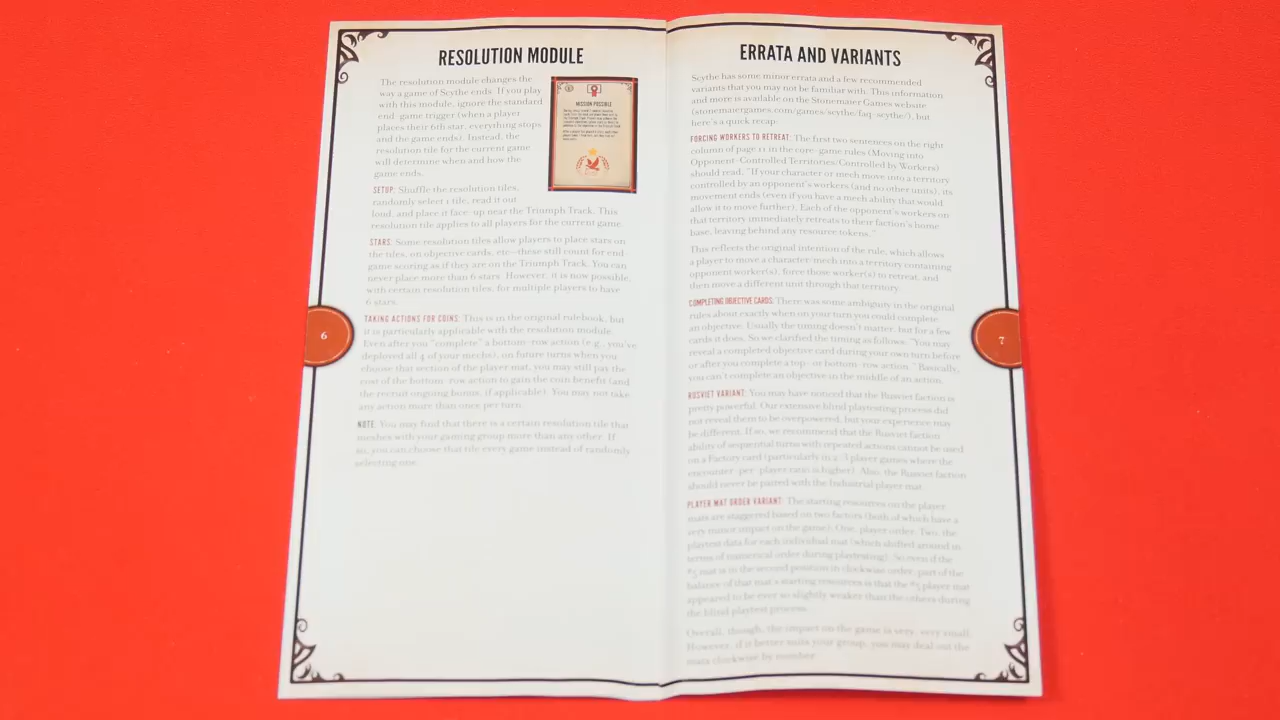 RESOLUTION MODULE
The resolution module changes the
way a game of Scythe ends. If you play
with this module, ignore the standard
end-game trigger (when a player
places their 6th star, everything stops
and the game ends). Instead, the
resolution tile for the current game
will determine when and how the
game ends.
MISSION POSSIBLE
SETUP: Shuffle the resolution tiles,
randomly select 1 tile, read it out
loud, and place it face-up near the Triumph Track. This
resolution tile applies to all players for the current game.
STARS: Some resolution tiles allow players to place stars on
the tiles, on objective cards, etc--these still count for end-
game scoring as if they are on the Triumph Track. You can
never place more than 6 stars. However, it is now possible,
with certain resolution tiles, for multiple players to have
6 stars.
TAKING ACTIONS FOR COINS: This is in the original rulebook, but
it is particularly applicable with the resolution module.
Even after you "complete" a bottom-row action (e.g., you've
deployed all 4 of your mechs), on future turns when you
choose that section of the player mat, you may still pay the
cost of the bottom-row action to gain the coin benefit (and
the recruit ongoing bonus, if applicable). You may not take
any action more than once per turn.
NOTE: You may find that there is a certain resolution tile that
meshes with your gaming group more than any other. If
so, you can choose that tile every game instead of randomly
selecting one.
6
ERRATA AND VARIANTS
Scythe has some minor errata and a few recommended
variants that you may not be familiar with. This information
and more is available on the Stonemaier Games website
(stonemaiergames.com/games/scythe/faq-scythe/), but
here's a quick recap:
FORCING WORKERS TO RETREAT: The first two sentences on the right
column of page 11 in the core-game rules (Moving into
Opponent-Controlled Territories/Controlled by Workers)
should read, "If your character or mech move into a territory
controlled by an opponent's workers (and no other units), its
movement ends (even if you have a mech ability that would
allow it to move further). Each of the opponent's workers on
that territory immediately retreats to their faction's home
base, leaving behind any resource tokens."
This reflects the original intention of the rule, which allows
a player to move a character/mech into a territory containing
opponent worker(s), force those worker(s) to retreat, and
then move a different unit through that territory.
COMPLETING OBJECTIVE CARDS: There was some ambiguity in the original
rules about exactly when on your turn you could complete
an objective. Usually the timing doesn't matter, but for a few
cards it does. So we clarified the timing as follows: "You may
reveal a completed objective card during your own turn before
or after you complete a top- or bottom-row action." Basically,
you can't complete an objective in the middle of an action.
RUSVIET VARIANT: You may have noticed that the Rusviet faction is
pretty powerful. Our extensive blind playtesting process did
not reveal them to be overpowered, but your experience may
be different. If so, we recommend that the Rusviet faction
ability of sequential turns with repeated actions cannot be used
on a Factory card (particularly in 2-3 player games where the
encounter-per-player ratio is higher). Also, the Rusviet faction
should never be paired with the Industrial player mat.
PLAYER MAT ORDER VARIANT: The starting resources on the player
mats are staggered based on two factors (both of which have a
very minor impact on the game): One, player order. Two, the
playtest data for each individual mat (which shifted around in
terms of numerical order during playtesting). So even if the
#5 mat is in the second position in clockwise order, part of the
balance of that mat's starting resources is that the #5 player mat
appeared to be ever so slightly weaker than the others during
the blind playtest process.
Overall, though, the impact on the game is very, very small.
However, if it better suits your group, you may deal out the
mats clockwise by number.
7